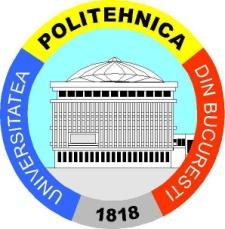 UNIVERSITATEA
POLITEHNICA
DIN BUCURESTI
1818